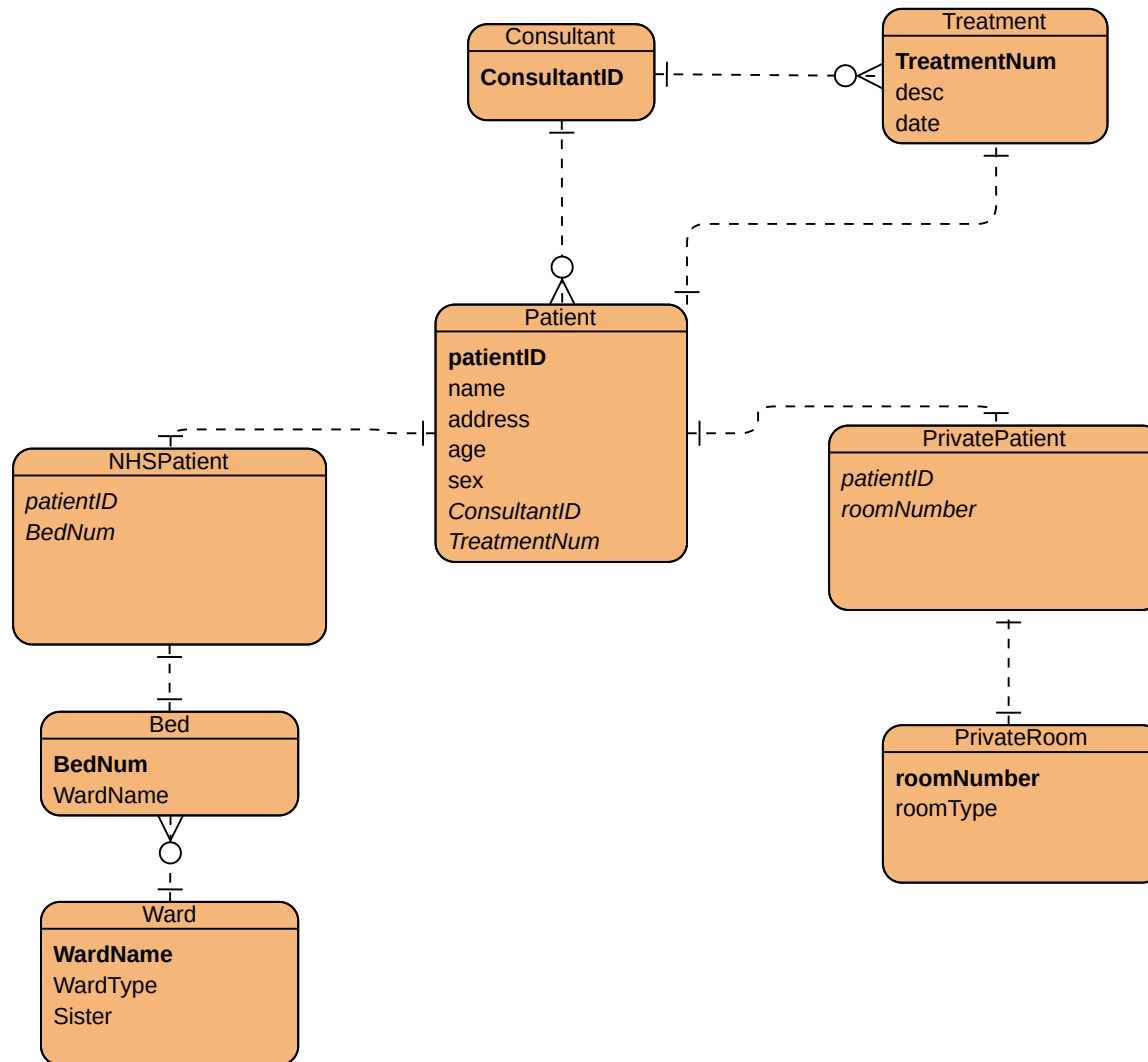 Consultant
ConsultantID
Treatment
TreatmentNum
desc
date
Patient
patientID
name
address
age
sex
ConsultantID
TreatmentNum
NHSPatient
patientID
BedNum
PrivatePatient
patientID
roomNumber
Bed
BedNum
WardName
PrivateRoom
roomNumber
roomType
Ward
WardName
WardType
Sister